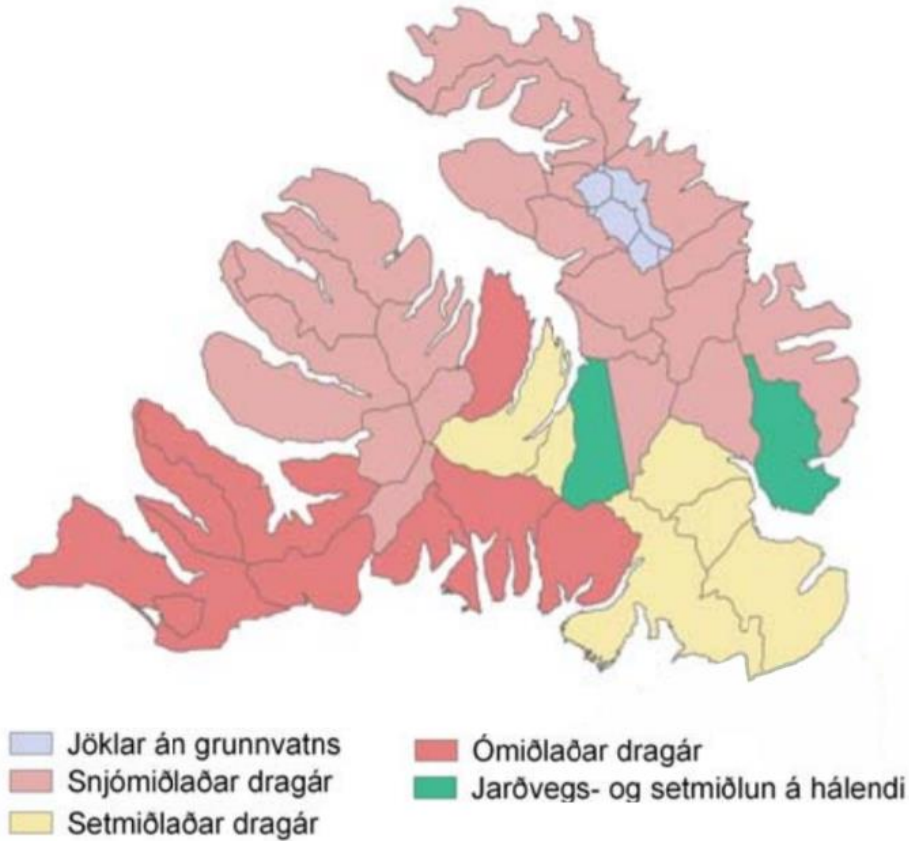 Jöklar án grunnvatns
Snjómiðlaðar dragár
Setmiðlaðar dragár
Ómiðlaðar dragár
Jarðvegs- og setmiðlun á hálendi